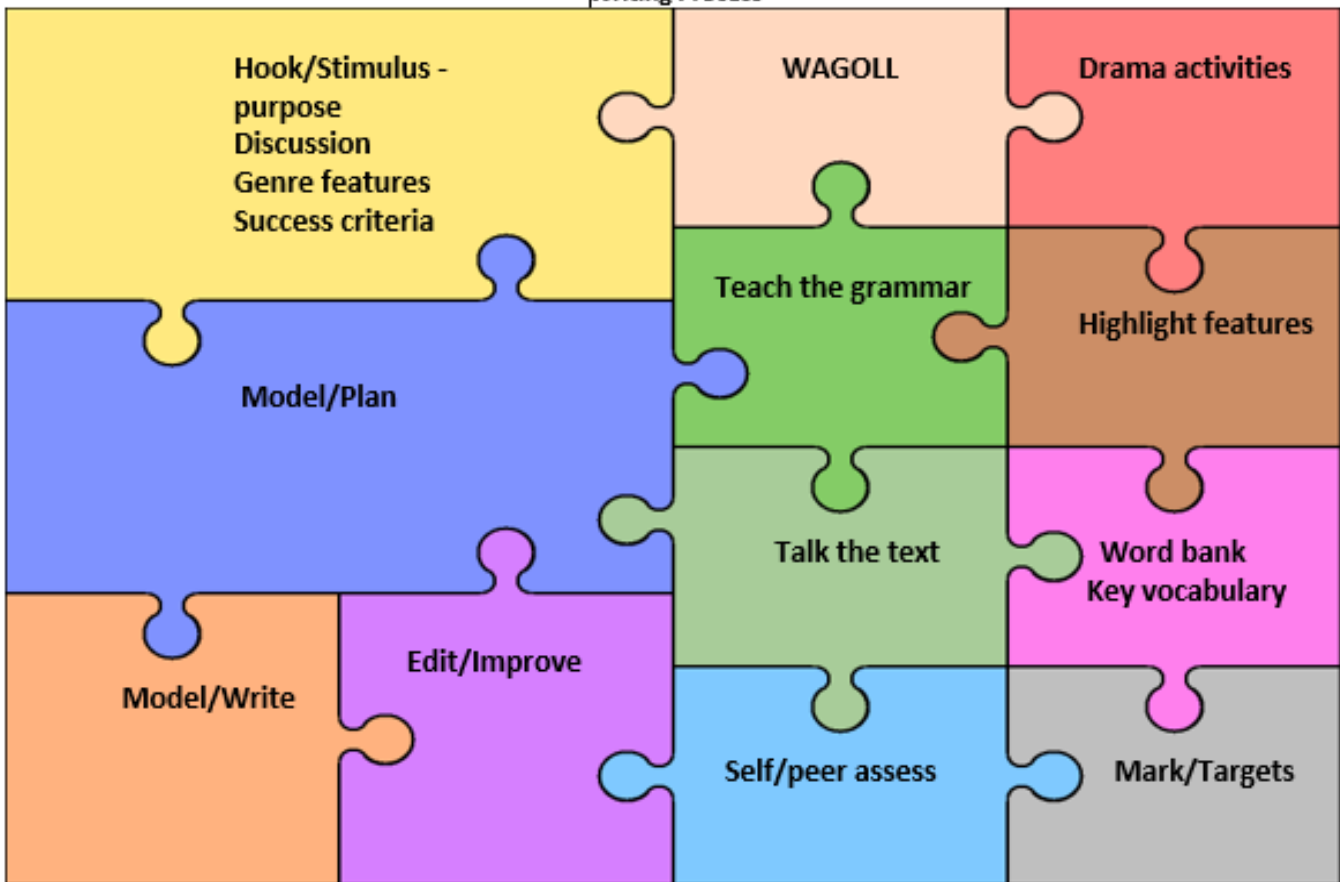 Hook/Stimulus -
purpose
Discussion
Genre features
Success criteria
WAGOLL
Drama activities
Teach the grammar
Highlight features
Model/Plan
Talk the text
Word bank
Key vocabulary
Edit/Improve
Model/Write
Self/peer assess
Mark/Targets